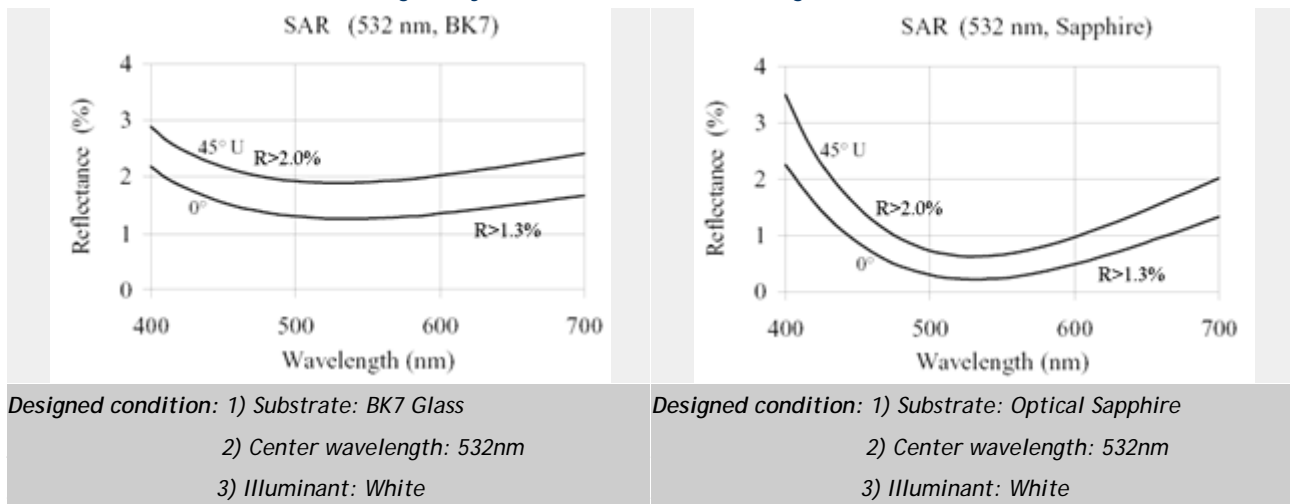 SAR (532 nm, BK7)
4
3
2
1
0
Reflectance (%)
45° U
R>2.0%
0°
R>1.3%
400 500 600 700
Wavelength (nm)
Designed condition: 1) Substrate: BK7 Glass
2) Center wavelength: 532nm
3) Illuminant: White
SAR (532 nm, Sapphire)
4
3
2
1
0
Reflectance (%)
45° U
R>2.0%
0°
R>1.3%
400 500 600 700
Wavelength (nm)
Designed condition: 1) Substrate: Optical Sapphire
2) Center wavelength: 532nm
3) Illuminant: White